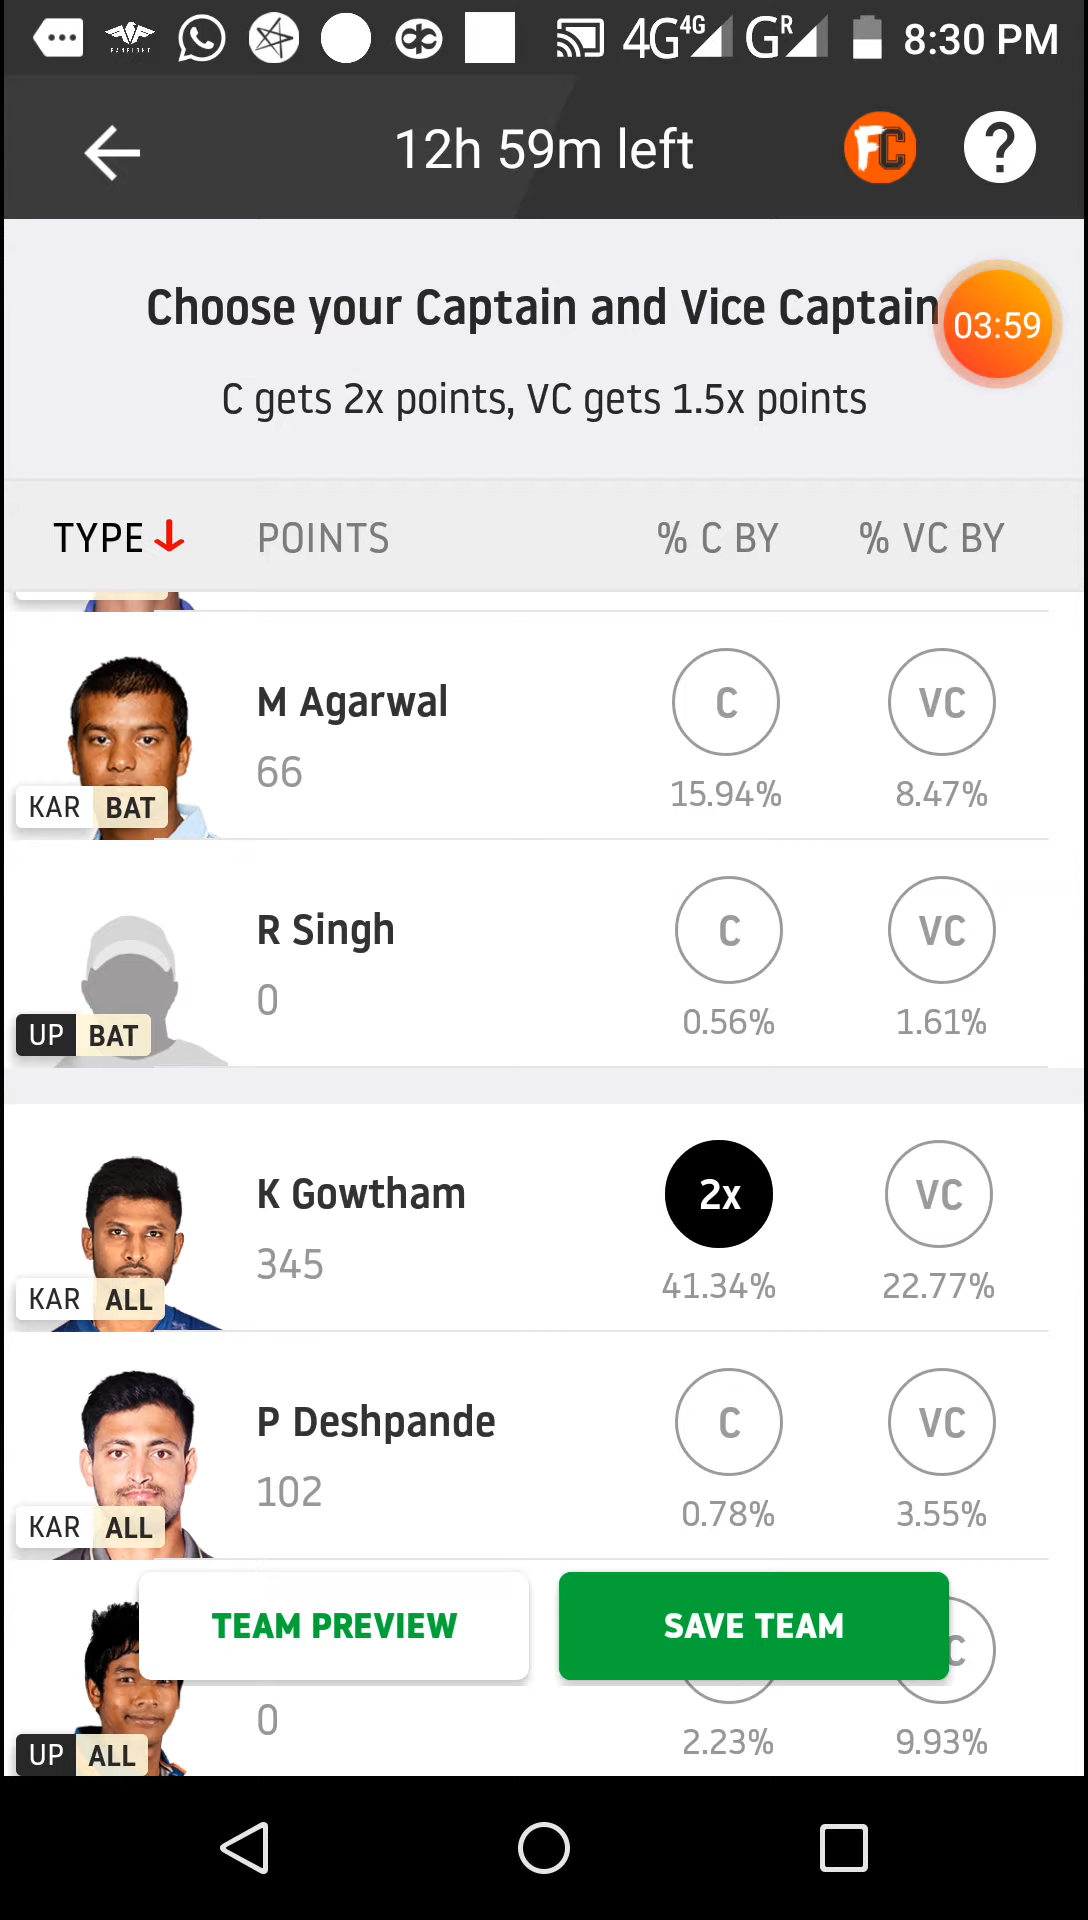 4G 4G G R 8:30 PM
12h 59m left FC ?
Choose your Captain and Vice Captain
03:59
C gets 2x points, VC gets 1.5x points
TYPE POINTS % C BY % VC BY
M Agarwal C VC
66 15.94% 8.47%
KAR BAT
R Singh C VC
0 0.56% 1.61%
UP BAT
K Gowtham 2x VC
345 41.34% 22.77%
KAR ALL
P Deshpande C VC
102 0.78% 3.55%
KAR ALL
TEAM PREVIEW SAVE TEAM C
0 2.23% 9.93%
UP ALL